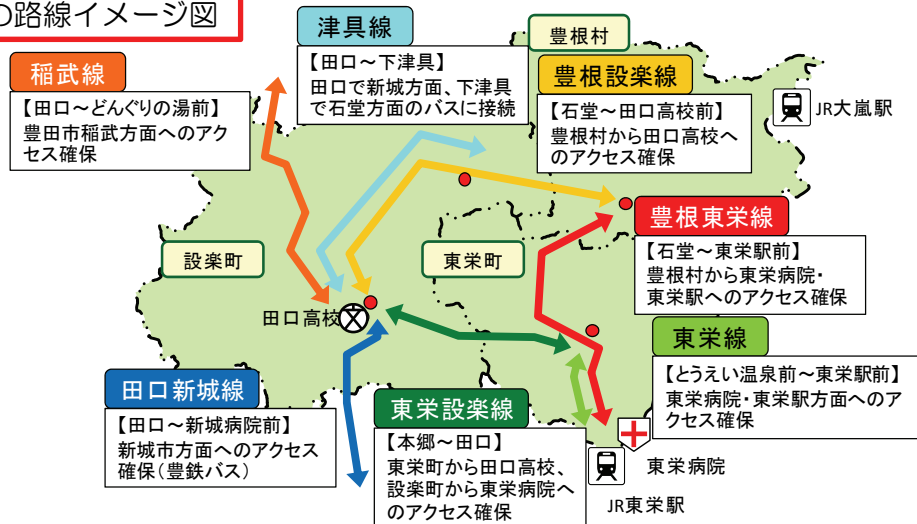 の路線イメージ図
津具線
【田口～下津具】
田口で新城方面、下津具
で石堂方面のバスに接続
豊根村
稲武線
【田口～どんぐりの湯前】
豊田市稲武方面へのアク
セス確保
豊根設楽線
【石堂～田口高校前】
豊根村から田口高校へ
のアクセス確保
JR大嵐駅
豊根東栄線
【石堂～東栄駅前】
豊根村から東栄病院・
東栄駅へのアクセス確保
設楽町
東栄町
田口高校
文
東栄線
【とうえい温泉前～東栄駅前】
東栄病院・東栄駅方面へのア
クセス確保
田口新城線
【田口～新城病院前】
新城市方面へのアクセス
確保（豊鉄バス）
東栄設楽線
【本郷～田口】
東栄町から田口高校、
設楽町から東栄病院へ
のアクセス確保
東栄病院
JR東栄駅